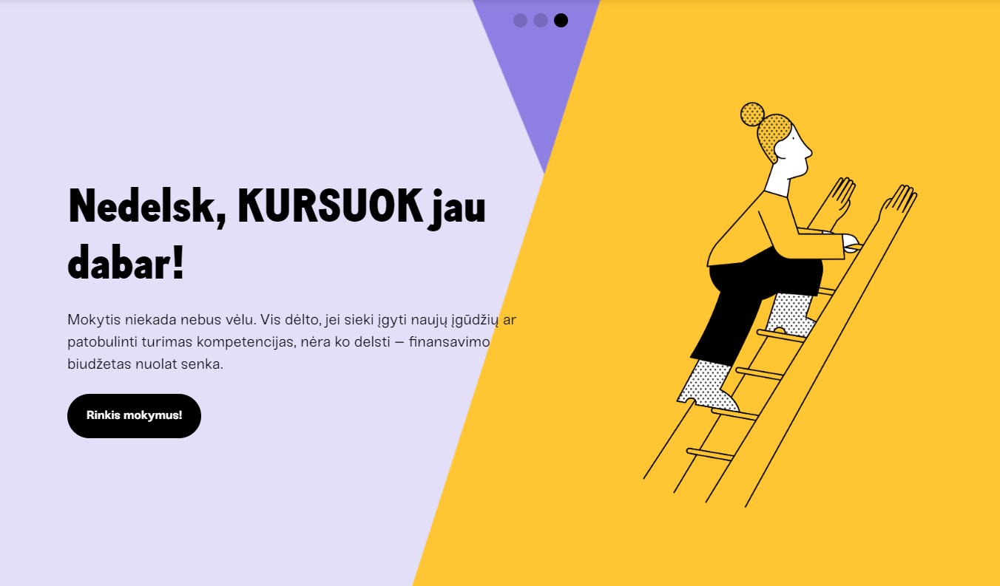 Nedelsk, KURSUOK jau
dabar!
Mokytis niekada nebus vėlu. Vis dėlto, jei sieki įgyti naujų įgūdžių ar
patobulinti turimas kompetencijas, nėra ko delsti – finansavimo
biudžetas nuolat senka.
Rinkis mokymus!